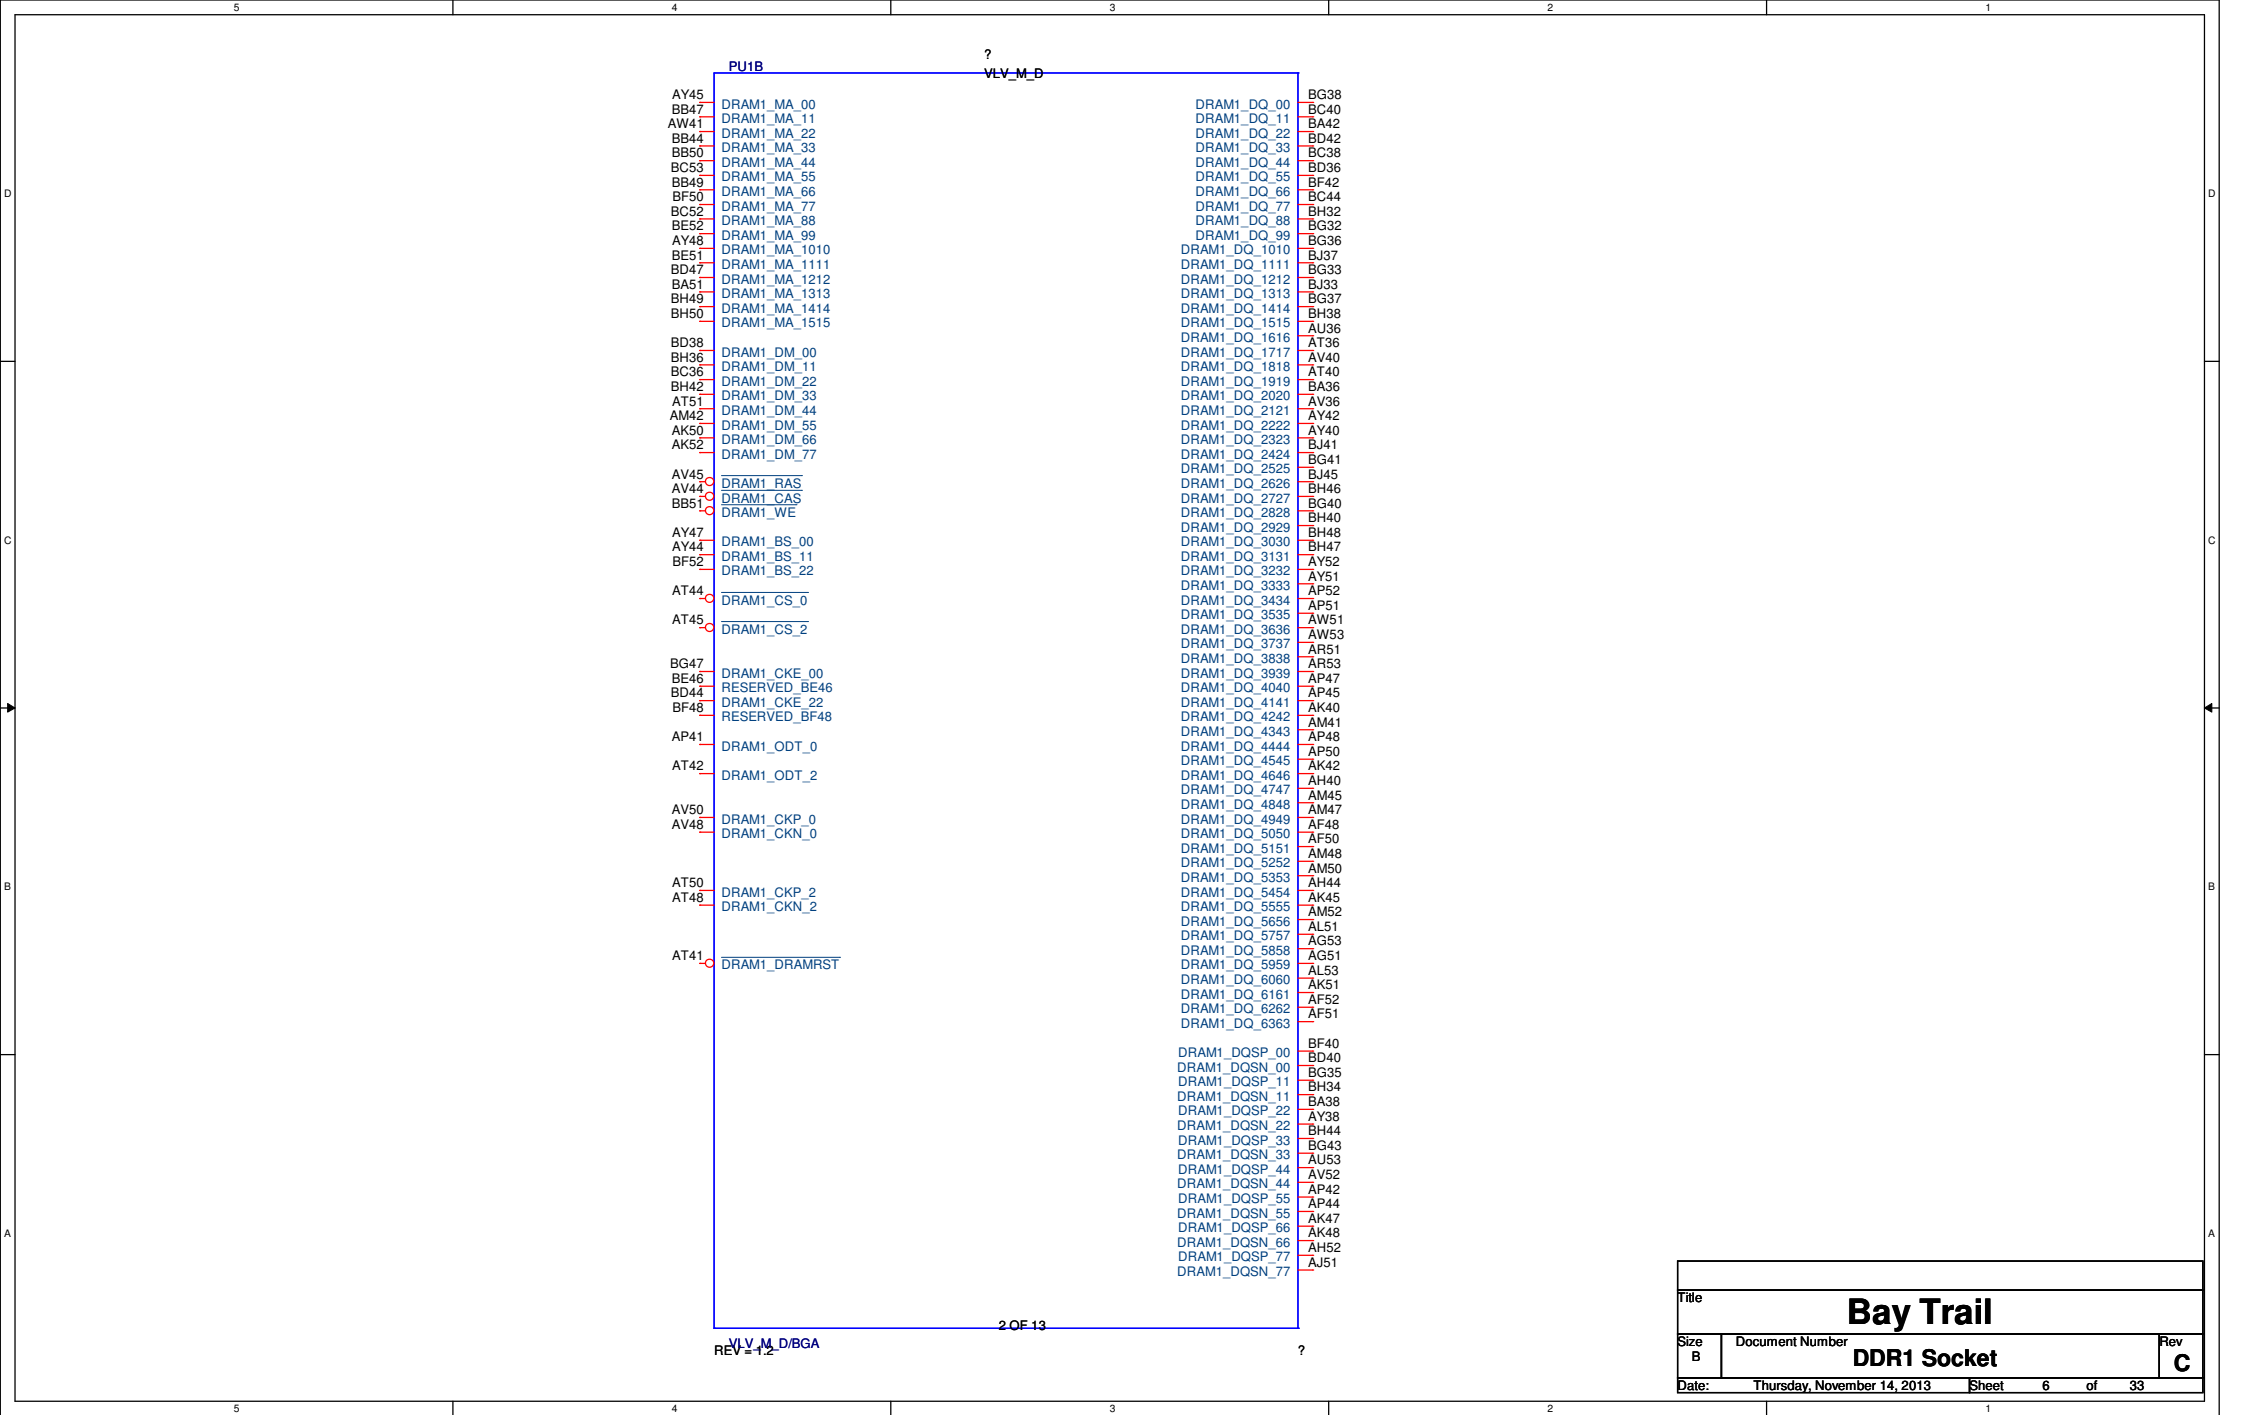 5 4 3 2 1
?
PU1B
VLV_M_D
AY45 DRAM1_MA_00 DRAM1_DQ_00 BG38
BB47 DRAM1_MA_11 DRAM1_DQ_11 BC40
AW41 DRAM1_MA_22 DRAM1_DQ_22 BA42
BB44 DRAM1_MA_33 DRAM1_DQ_33 BD42
BB50 DRAM1_MA_44 DRAM1_DQ_44 BC38
BC53 DRAM1_MA_55 DRAM1_DQ_55 BD36
BB49 DRAM1_MA_66 DRAM1_DQ_66 BF42
D D
BF50 DRAM1_MA_77 DRAM1_DQ_77 BC44
BC52 DRAM1_MA_88 DRAM1_DQ_88 BH32
BE52 DRAM1_MA_99 DRAM1_DQ_99 BG32
AY48 DRAM1_MA_1010 DRAM1_DQ_1010 BG36
BE51 DRAM1_MA_1111 DRAM1_DQ_1111 BJ37
BD47 DRAM1_MA_1212 DRAM1_DQ_1212 BG33
BA51 DRAM1_MA_1313 DRAM1_DQ_1313 BJ33
BH49 DRAM1_MA_1414 DRAM1_DQ_1414 BG37
BH50 DRAM1_MA_1515 DRAM1_DQ_1515 BH38
DRAM1_DQ_1616 AU36
BD38 DRAM1_DM_00 DRAM1_DQ_1717 AT36
BH36 DRAM1_DM_11 DRAM1_DQ_1818 AV40
BC36 DRAM1_DM_22 DRAM1_DQ_1919 AT40
BH42 DRAM1_DM_33 DRAM1_DQ_2020 BA36
AT51 DRAM1_DM_44 DRAM1_DQ_2121 AV36
AM42 DRAM1_DM_55 DRAM1_DQ_2222 AY42
AK50 DRAM1_DM_66 DRAM1_DQ_2323 AY40
AK52 DRAM1_DM_77 DRAM1_DQ_2424 BJ41
DRAM1_DQ_2525 BG41
AV45 DRAM1_RAS DRAM1_DQ_2626 BJ45
AV44 DRAM1_CAS DRAM1_DQ_2727 BH46
BB51 DRAM1_WE DRAM1_DQ_2828 BG40
DRAM1_DQ_2929 BH40
C C
AY47 DRAM1_BS_00 DRAM1_DQ_3030 BH48
AY44 DRAM1_BS_11 DRAM1_DQ_3131 BH47
BF52 DRAM1_BS_22 DRAM1_DQ_3232 AY52
DRAM1_DQ_3333 AY51
AT44 DRAM1_CS_0 DRAM1_DQ_3434 AP52
DRAM1_DQ_3535 AP51
AT45 DRAM1_CS_2 DRAM1_DQ_3636 AW51
DRAM1_DQ_3737 AW53
DRAM1_DQ_3838 AR51
BG47 DRAM1_CKE_00 DRAM1_DQ_3939 AR53
BE46 RESERVED_BE46 DRAM1_DQ_4040 AP47
BD44 DRAM1_CKE_22 DRAM1_DQ_4141 AP45
BF48 RESERVED_BF48 DRAM1_DQ_4242 AK40
DRAM1_DQ_4343 AM41
AP41 DRAM1_ODT_0 DRAM1_DQ_4444 AP48
DRAM1_DQ_4545 AP50
AT42 DRAM1_ODT_2 DRAM1_DQ_4646 AK42
DRAM1_DQ_4747 AH40
DRAM1_DQ_4848 AM45
AV50 DRAM1_CKP_0 DRAM1_DQ_4949 AM47
AV48 DRAM1_CKN_0 DRAM1_DQ_5050 AF48
DRAM1_DQ_5151 AF50
DRAM1_DQ_5252 AM48
DRAM1_DQ_5353 AM50
B B
AT50 DRAM1_CKP_2 DRAM1_DQ_5454 AH44
AT48 DRAM1_CKN_2 DRAM1_DQ_5555 AK45
DRAM1_DQ_5656 AM52
DRAM1_DQ_5757 AL51
DRAM1_DQ_5858 AG53
AT41 DRAM1_DRAMRST DRAM1_DQ_5959 AG51
DRAM1_DQ_6060 AL53
DRAM1_DQ_6161 AK51
DRAM1_DQ_6262 AF52
DRAM1_DQ_6363 AF51
DRAM1_DQSP_00 BF40
DRAM1_DQSN_00 BD40
DRAM1_DQSP_11 BG35
DRAM1_DQSN_11 BH34
DRAM1_DQSP_22 BA38
DRAM1_DQSN_22 AY38
DRAM1_DQSP_33 BH44
DRAM1_DQSN_33 BG43
DRAM1_DQSP_44 AU53
DRAM1_DQSN_44 AV52
DRAM1_DQSP_55 AP42
DRAM1_DQSN_55 AP44
DRAM1_DQSP_66 AK47
A A
DRAM1_DQSN_66 AK48
DRAM1_DQSP_77 AH52
DRAM1_DQSN_77 AJ51
2 OF 13
VLV_M_D/BGA
REV = 1.2 ?
Title
Bay Trail
Size Document Number Rev
B DDR1 Socket C
Date: Thursday, November 14, 2013 Sheet 6 of 33
5 4 3 2 1